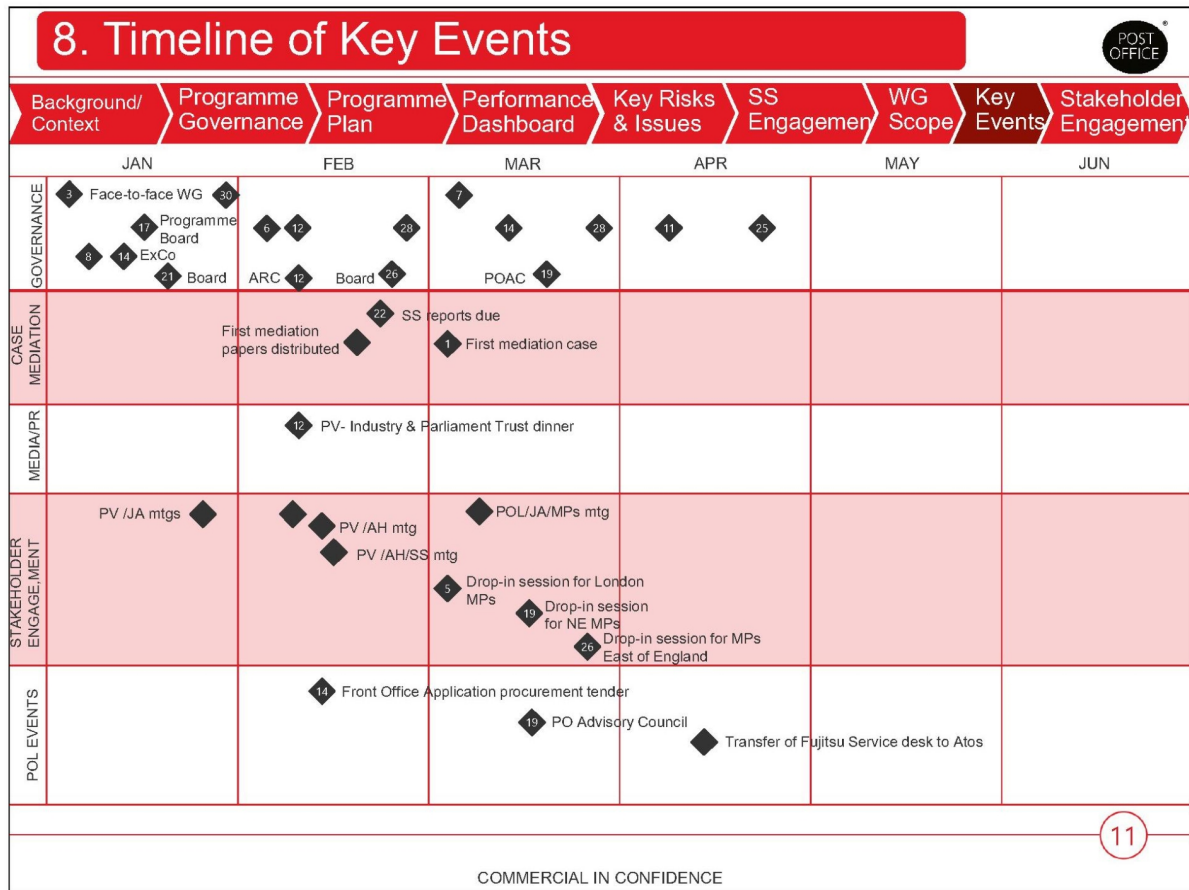 8. Timeline of Key Events
POST
OFFICE
®
Background/
Context
Programme
Governance
Programme
Plan
Performance
Dashboard
Key Risks
& Issues
SS
Engagemen
WG
Scope
Key
Events
Stakeholder
Engagement
JAN FEB MAR APR MAY JUN
GOVERNANCE
3 Face-to-face WG 30 7
17 Programme
Board
6 12 28 14 28 11 25
8 14 ExCo
21 Board ARC 12 Board 26 POAC 19
CASE
MEDIATION
22 SS reports due
First mediation
papers distributed
1 First mediation case
MEDIA/PR
12 PV- Industry & Parliament Trust dinner
STAKEHOLDER
ENGAGE,MENT
PV /JA mtgs
POL/JA/MPs mtg
PV /AH mtg
PV /AH/SS mtg
5 Drop-in session for London
MPs
19 Drop-in session
for NE MPs
26 Drop-in session for MPs
East of England
POL EVENTS
14 Front Office Application procurement tender
19 PO Advisory Council
Transfer of Fujitsu Service desk to Atos
11
COMMERCIAL IN CONFIDENCE